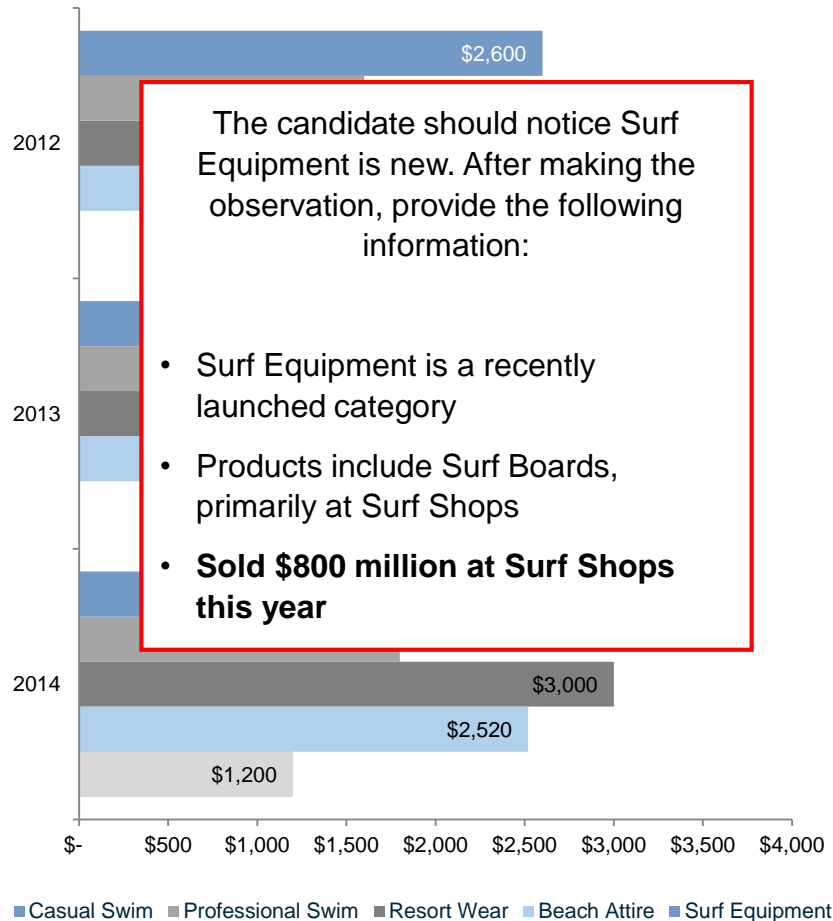 $2,600
2012
The candidate should notice Surf
Equipment is new. After making the
observation, provide the following
information:
• Surf Equipment is a recently
launched category
2013
• Products include Surf Boards,
primarily at Surf Shops
• Sold $800 million at Surf Shops
this year
2014
$3,000
$2,520
$1,200
$- $500 $1,000 $1,500 $2,000 $2,500 $3,000 $3,500 $4,000
Casual Swim Professional Swim Resort Wear Beach Attire Surf Equipment